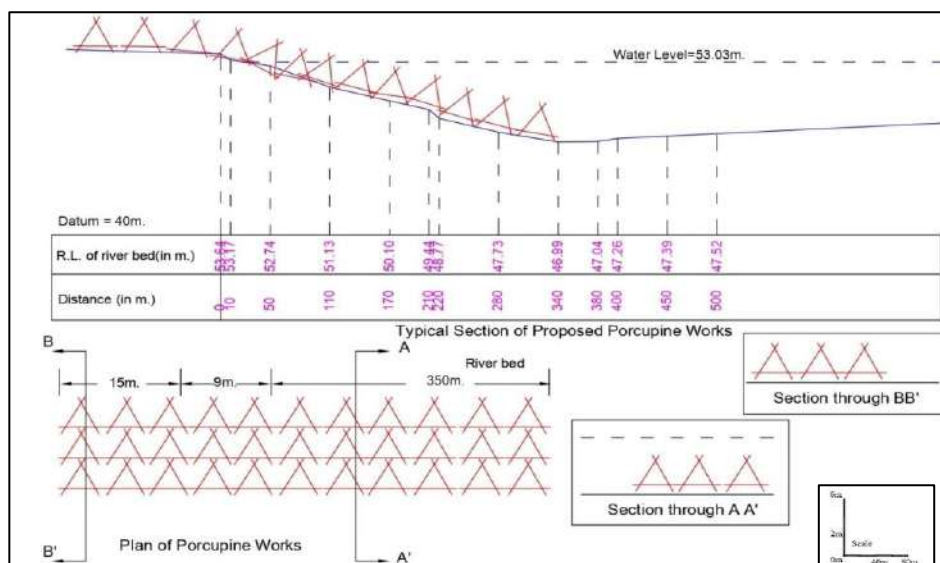 Water Level=53.03m.
Datum = 40m.
R.L. of river bed(in m.) 53.64 53.17 52.74 51.13 50.10 49.44 48.77 47.73 46.99 47.04 47.26 47.39 47.52
Distance (in m.) 0 10 50 110 170 210 220 280 340 380 400 450 500
Typical Section of Proposed Porcupine Works
B
A
River bed
15m. 9m. 350m.
Section through BB'
Section through A A'
B'
Plan of Porcupine Works
A'
2m
Scale
0m